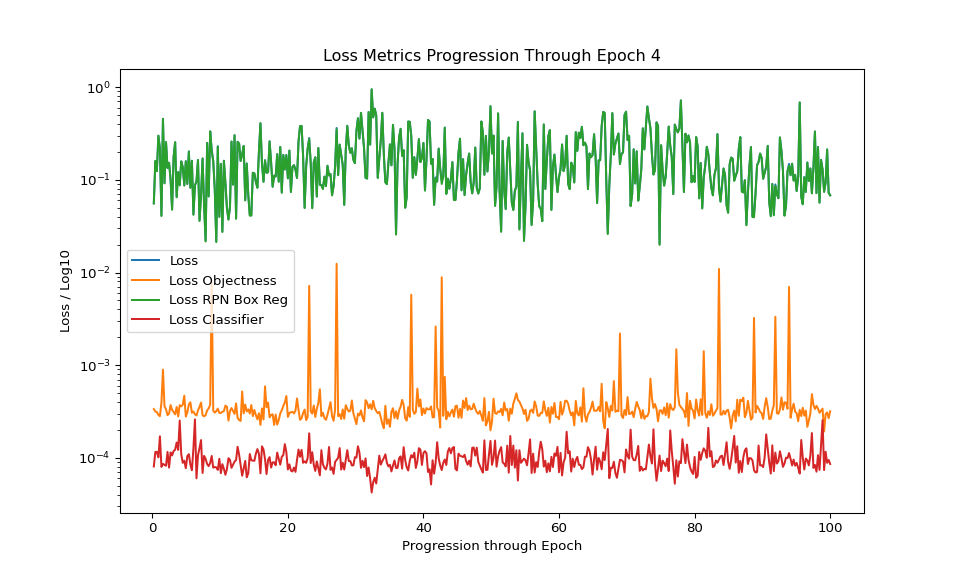 Loss Metrics Progression Through Epoch 4
10^0
10^-1
10^-2
10^-3
10^-4
Loss / Log10
Loss
Loss Objectness
Loss RPN Box Reg
Loss Classifier
0 20 40 60 80 100
Progression through Epoch